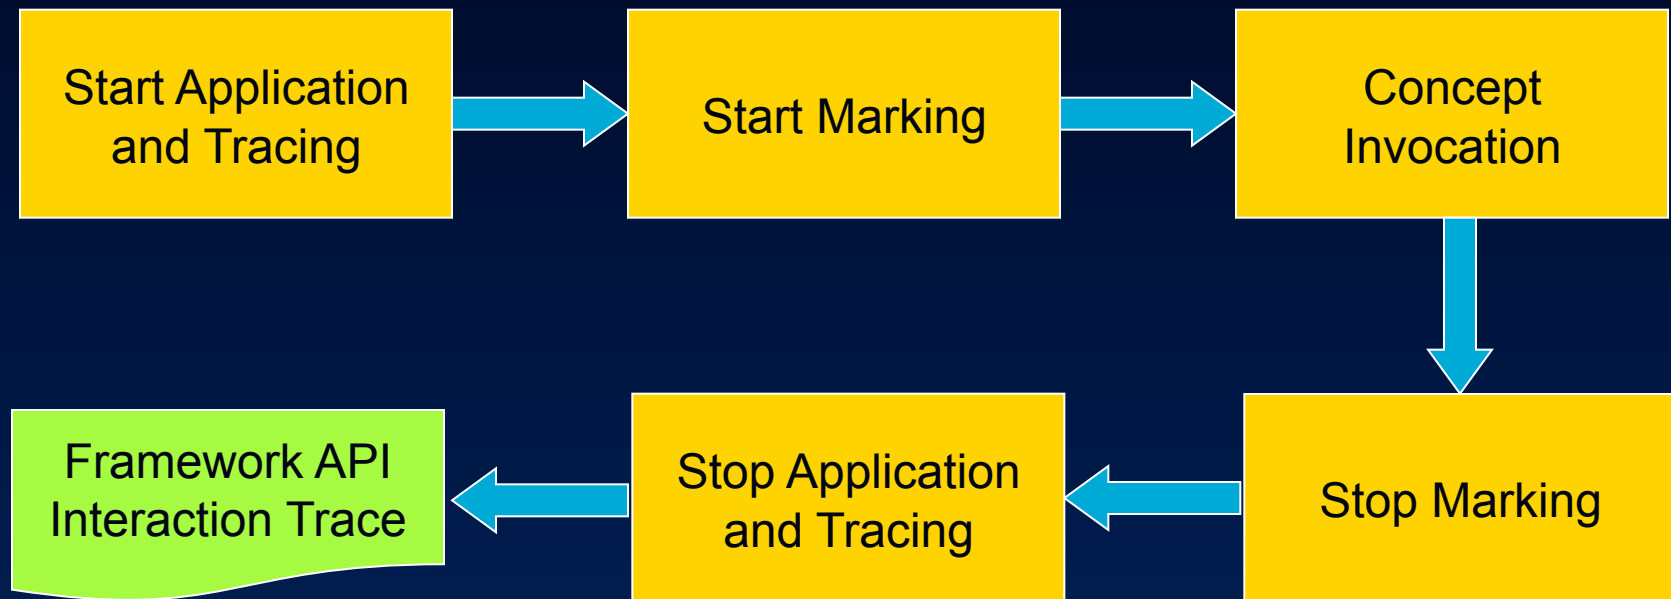 Start Application
and Tracing
Start Marking
Concept
Invocation
Framework API
Interaction Trace
Stop Application
and Tracing
Stop Marking